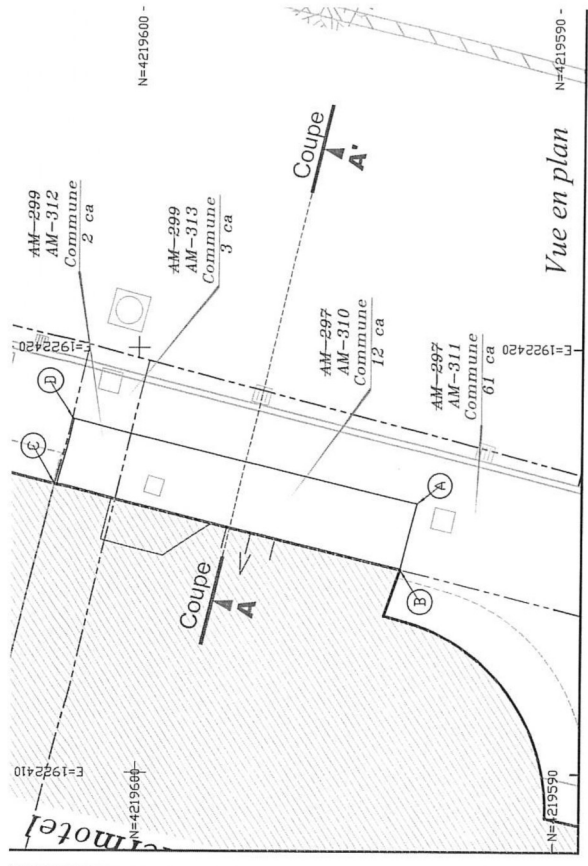 N=4219600
N=4219590
AM-299
AM-312
Commune
2 ca
AM-299
AM-313
Commune
3 ca
Coupe
A'
AM-297
AM-310
Commune
12 ca
AM-297
AM-311
Commune
61 ca
Vue en plan
E=1922420
E=1922420
C
D
A
B
Coupe
A
E=1922410
N=4219600
N=4219590
ermotel